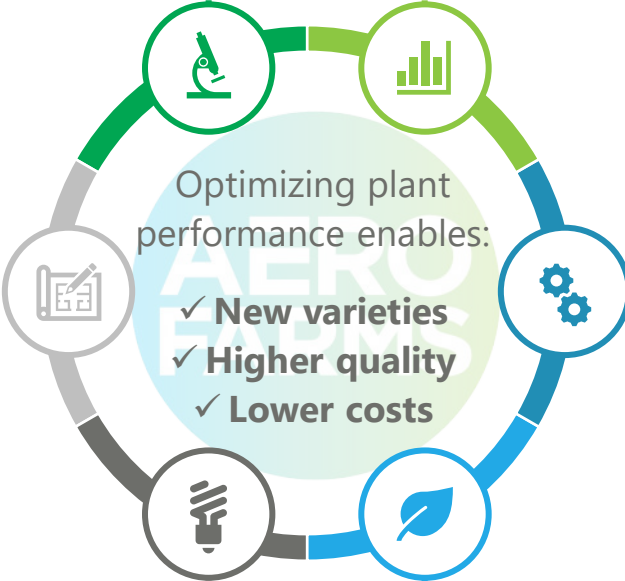 Optimizing plant
performance enables:
AERO
FARMS
✓ New varieties
✓ Higher quality
✓ Lower costs